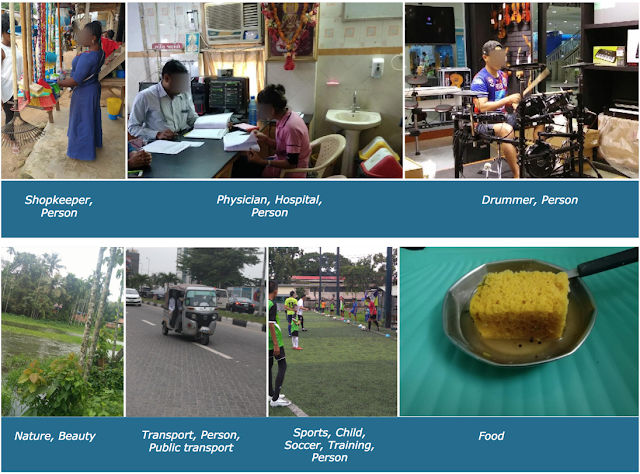 Shopkeeper,
Person
Physician, Hospital,
Person
Drummer, Person
Nature, Beauty
Transport, Person,
Public transport
Sports, Child,
Soccer, Training,
Person
Food